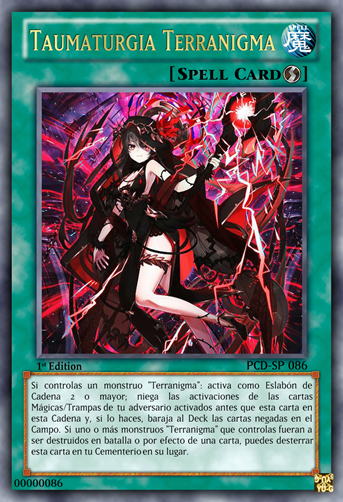 TAUMATURGIA TERRANIGMA
魔
[SPELL CARD]
1st Edition
PCD-SP 086
Si controlas un monstruo "Terranigma": activa como Eslabón de
Cadena 2 o mayor; niega las activaciones de las cartas
Mágicas/Trampas de tu adversario activados antes que esta carta en
esta Cadena y, si lo haces, baraja al Deck las cartas negadas en el
Campo. Si uno o más monstruos "Terranigma" que controlas fueran a
ser destruidos en batalla o por efecto de una carta, puedes desterrar
esta carta en tu Cementerio en su lugar.
00000086